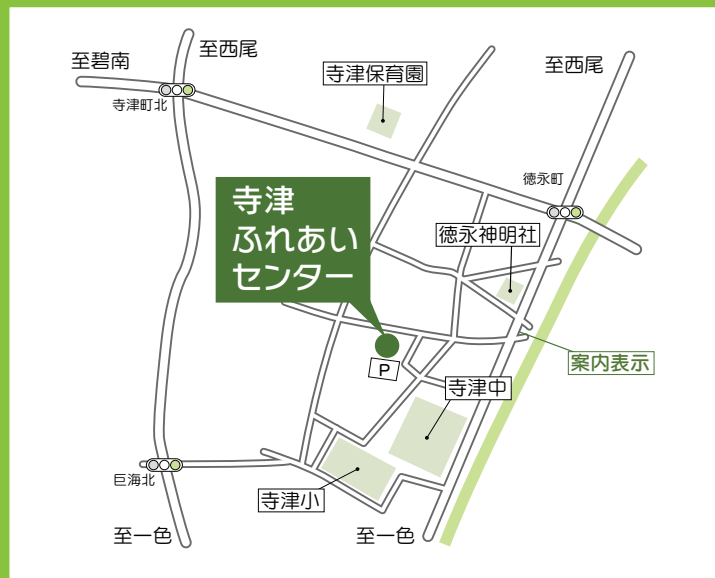 至西尾
至碧南
寺津保育園
至西尾
寺津町北
徳永町
寺津
ふれあい
センター
徳永神明社
案内表示
P
寺津中
巨海北
寺津小
至一色
至一色